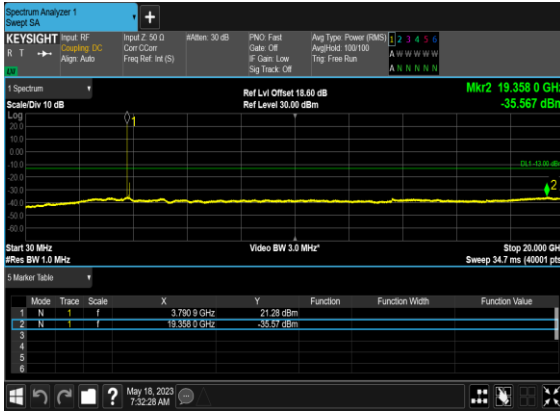 Spectrum Analyzer 1
Swept SA
+
KEYSIGHT Input: RF Input Z: 50 Ω #Atten: 30 dB PNO: Fast Avg Type: Power (RMS) 1 2 3 4 5 6
R T Coupling: DC Corr CCorr Gate: Off Avg|Hold: 100/100 A W W W W W
Align: Auto Freq Ref: Int (S) IF Gain: Low Trig: Free Run
Sig Track: Off A N N N N N
1 Spectrum
Ref Lvl Offset 18.60 dB Mkr2 19.358 0 GHz
Scale/Div 10 dB Ref Level 30.00 dBm -35.567 dBm
Log
20.0
10.0
0.00
-10.0
DL1 -13.00 dBm
-20.0
-30.0
-40.0
-50.0
-60.0
1
2
Start 30 MHz Video BW 3.0 MHz* Stop 20.000 GH
#Res BW 1.0 MHz Sweep 34.7 ms (40001 pts
5 Marker Table
Mode Trace Scale X Y Function Function Width Function Value
1 N 1 f 3.790 9 GHz 21.28 dBm
2 N 1 f 19.358 0 GHz -35.57 dBm
3
4
5
6
? May 18, 2023
7:32:28 AM